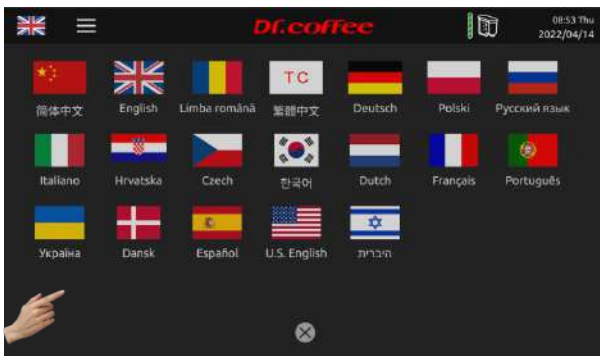 Dr.coffee
08:53 Thu
2022/04/14
TC
简体中文 English Limba română 繁體中文 Deutsch Polski Русский язык
Italiano Hrvatska Czech 한국어 Dutch Français Português
Україна Dansk Español U.S. English היברית